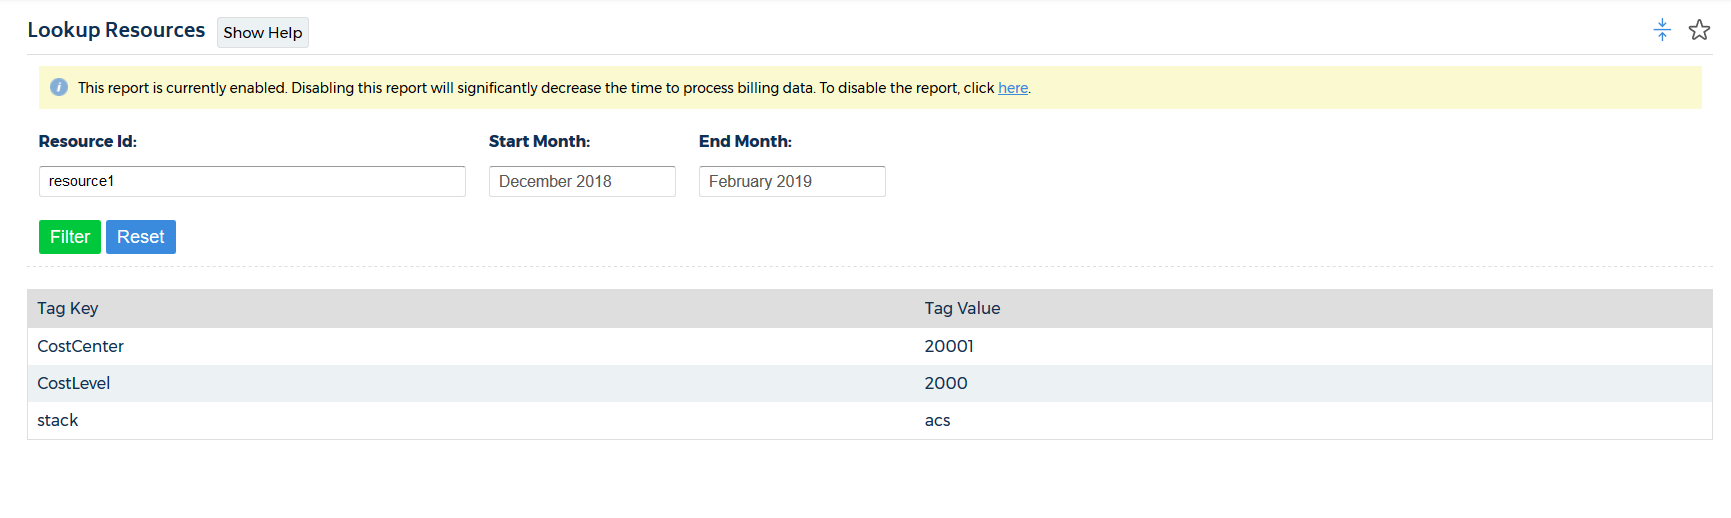 Lookup Resources Show Help
This report is currently enabled. Disabling this report will significantly decrease the time to process billing data. To disable the report, click here.
Resource Id: Start Month: End Month:
resource1 December 2018 February 2019
Filter Reset
Tag Key Tag Value
CostCenter 20001
CostLevel 2000
stack acs